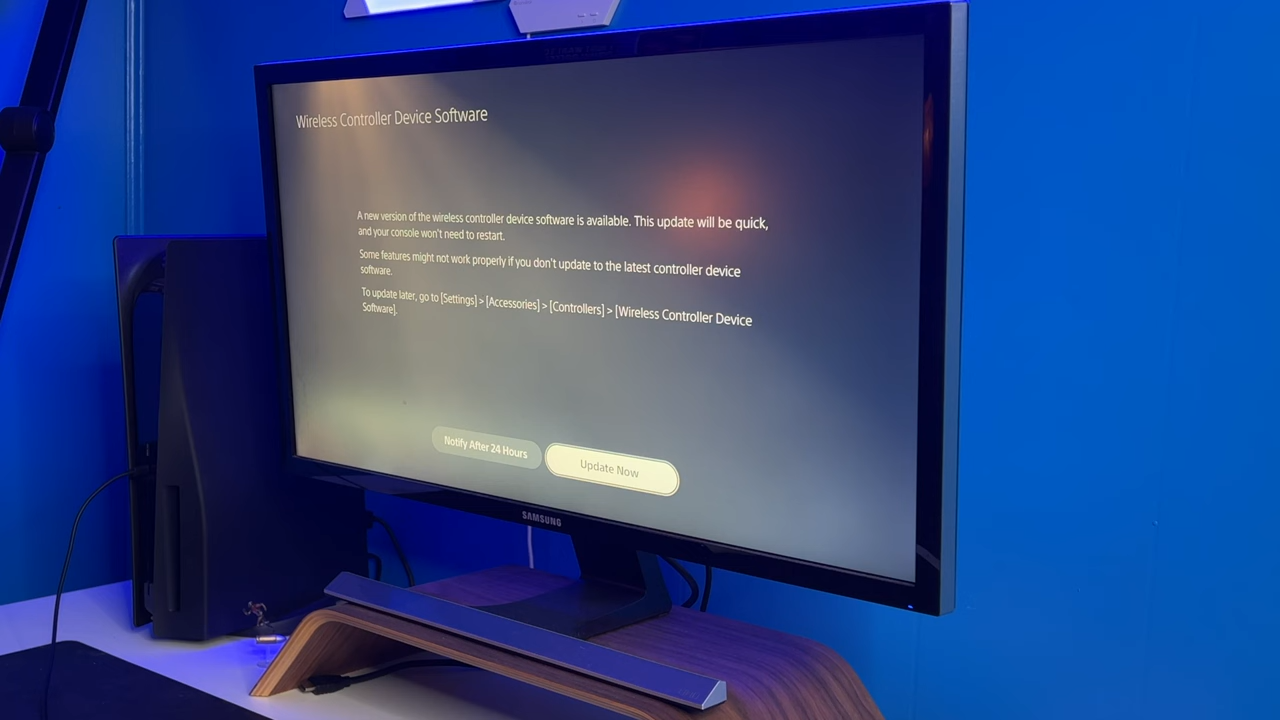 Wireless Controller Device Software
A new version of the wireless controller device software is available. This update will be quick,
and your console won't need to restart.
Some features might not work properly if you don't update to the latest controller device
software.
To update later, go to [Settings] > [Accessories] > [Controllers] > [Wireless Controller Device
Software].
Notify After 24 Hours
Update Now
SAMSUNG